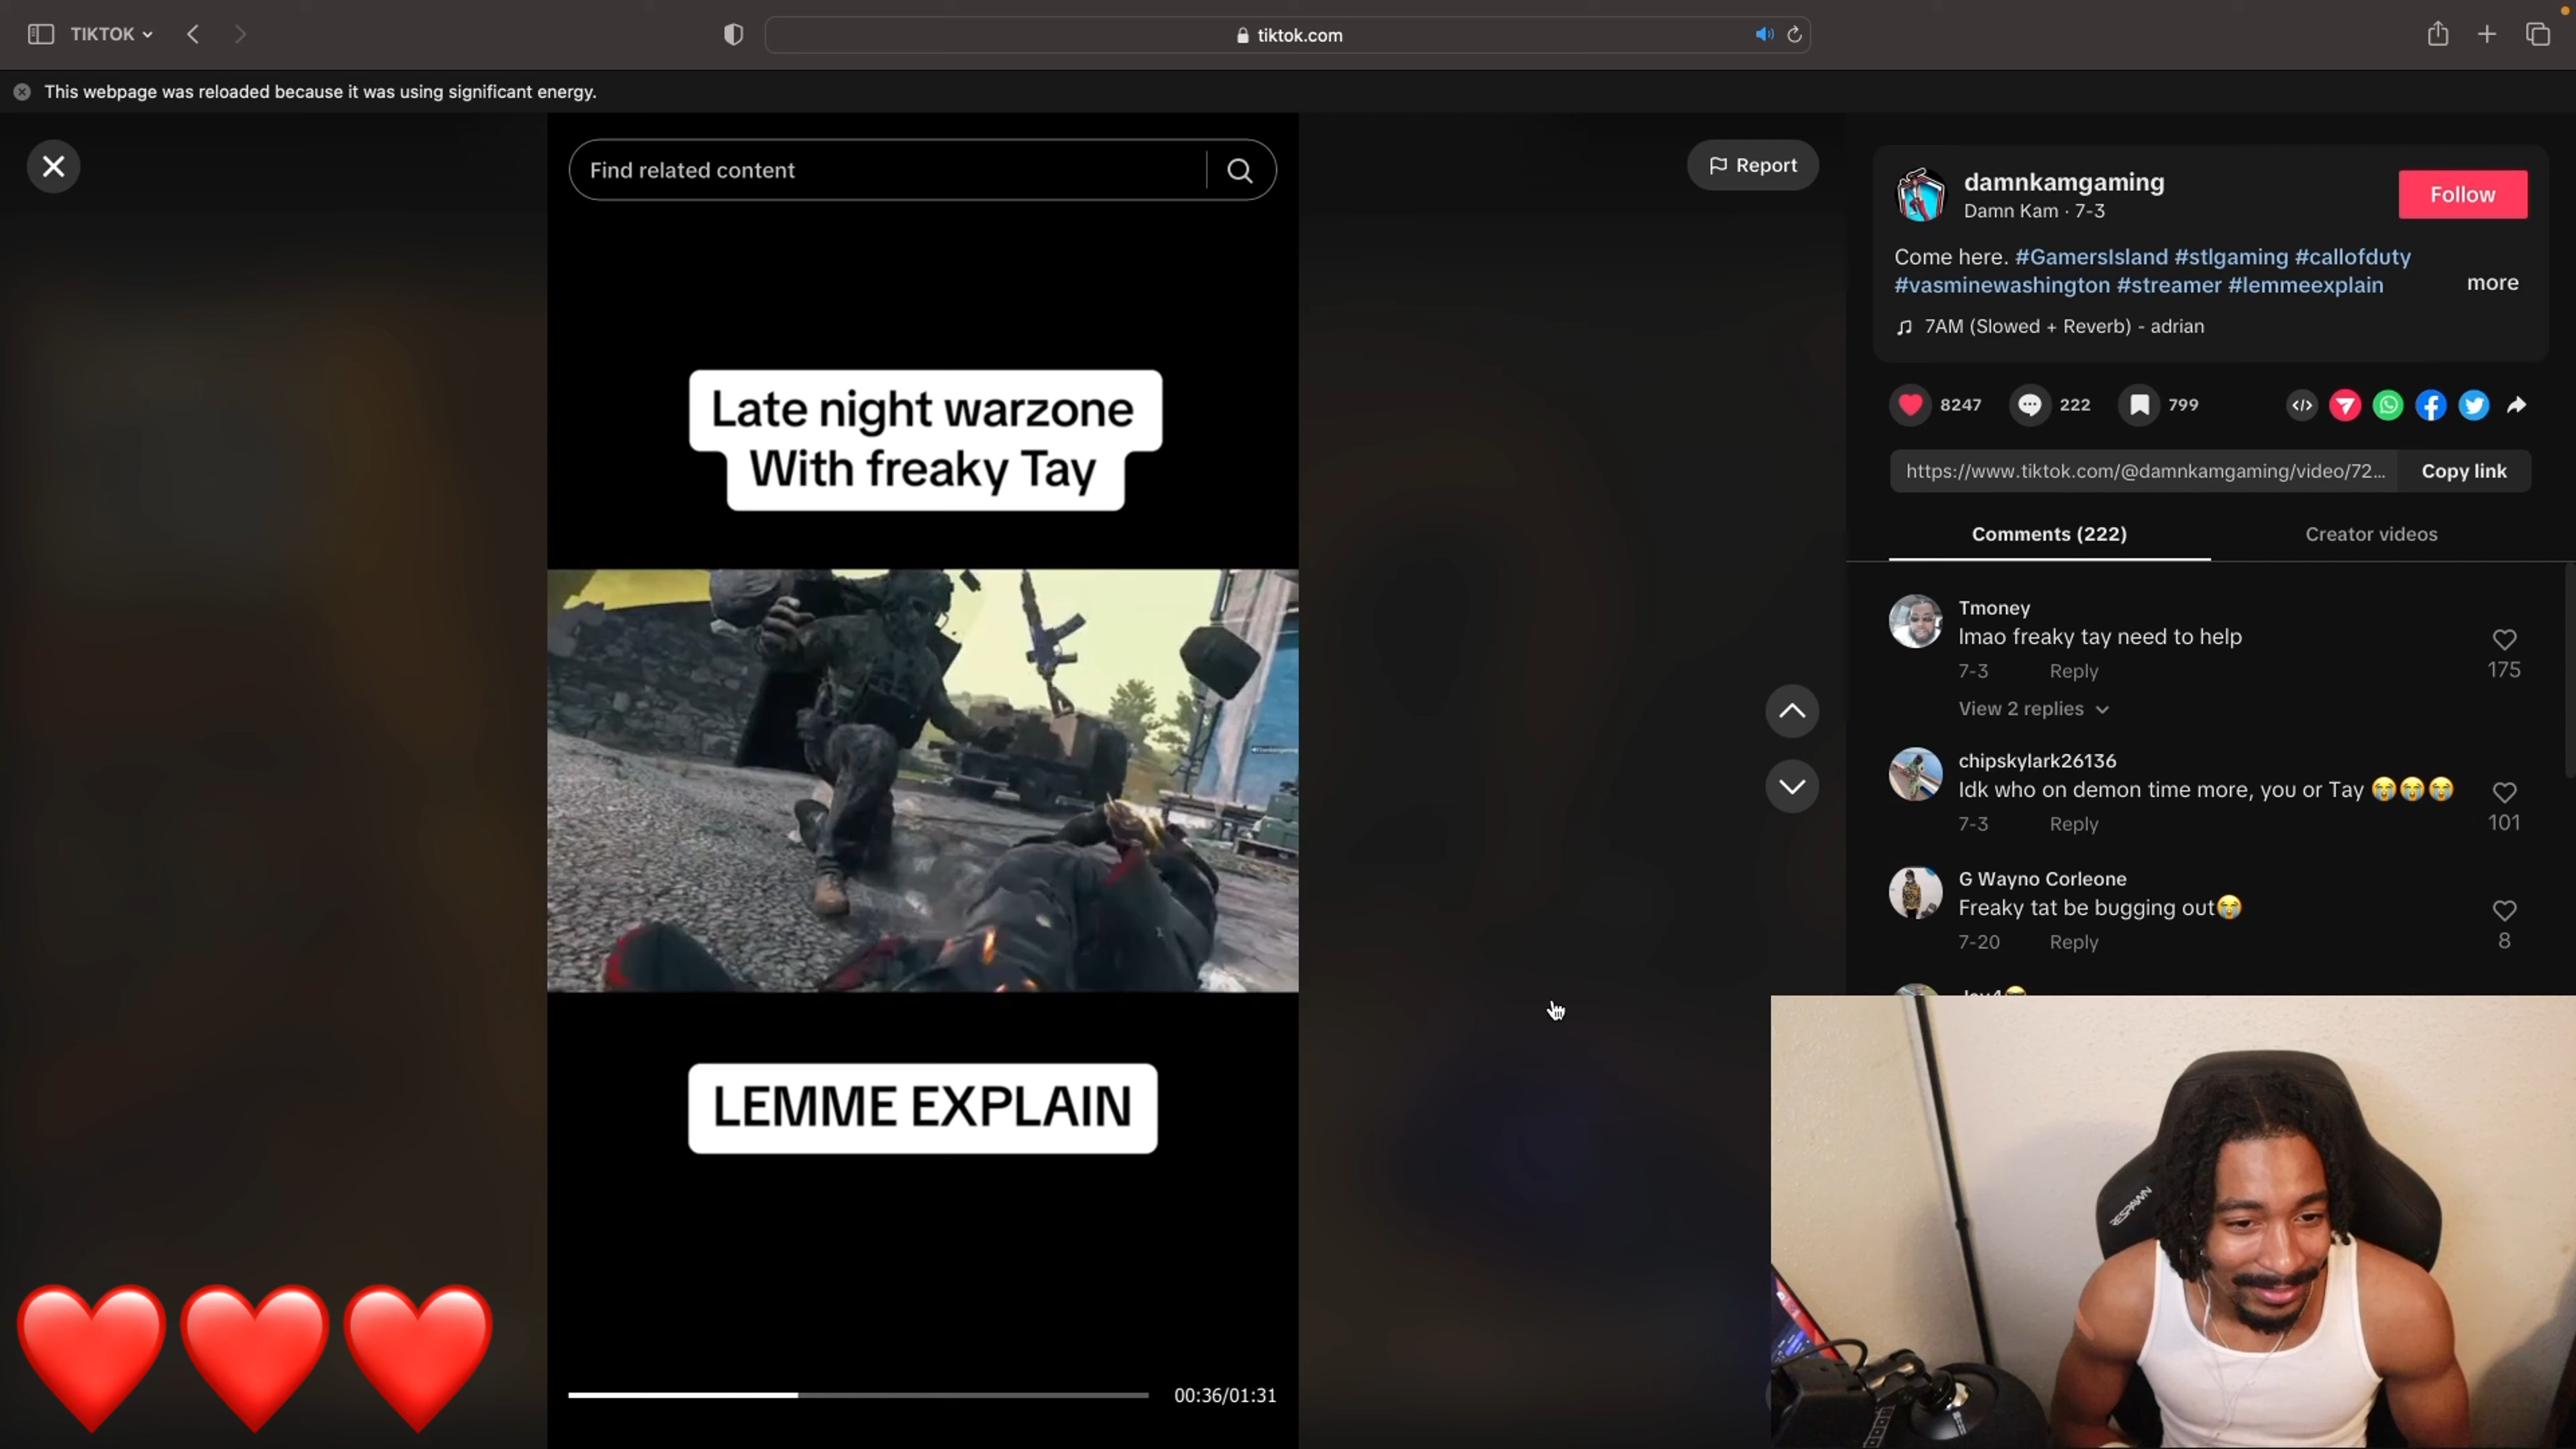 TIKTOK
tiktok.com
This webpage was reloaded because it was using significant energy.
Find related content
Report
Late night warzone
With freaky Tay
LEMME EXPLAIN
00:36/01:31
damnkamgaming
Damn Kam · 7-3
Follow
Come here. #GamersIsland #stlgaming #callofduty
#vasminewashington #streamer #lemmeexplain
more
7AM (Slowed + Reverb) - adrian
8247
222
799
https://www.tiktok.com/@damnkamgaming/video/72...
Copy link
Comments (222)
Creator videos
Tmoney
lmao freaky tay need to help
7-3 Reply
175
View 2 replies
chipskylark26136
Idk who on demon time more, you or Tay 😭😭😭
7-3 Reply
101
G Wayno Corleone
Freaky tat be bugging out😭
7-20 Reply
8
RESPAWN